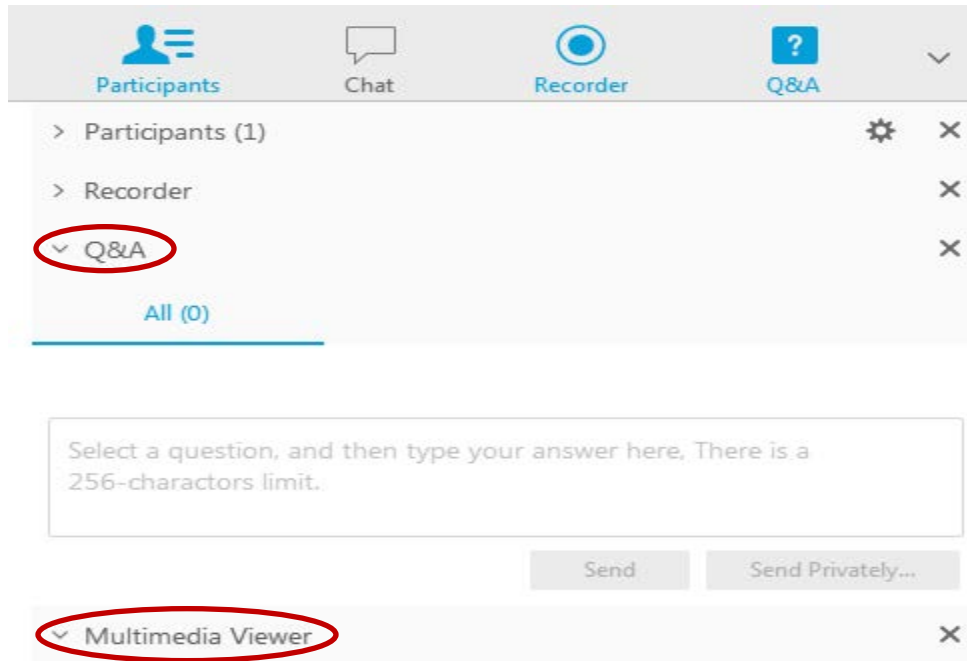 Participants Chat Recorder Q&A
Participants (1)
Recorder
Q&A
All (0)
Select a question, and then type your answer here, There is a
256-charactors limit.
Send Send Privately...
Multimedia Viewer